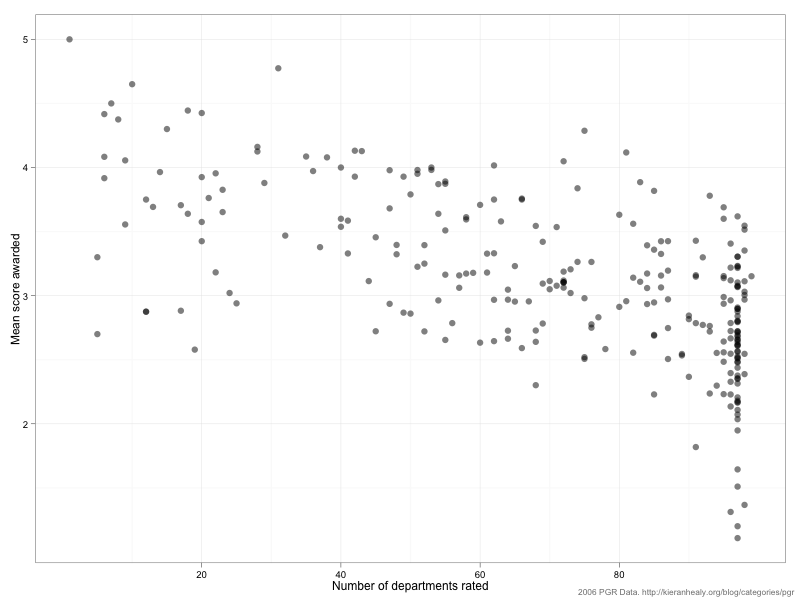 5
4
3
2
Mean score awarded
20 40 60 80
Number of departments rated
2006 PGR Data. http://kieranhealy.org/blog/categories/pgr